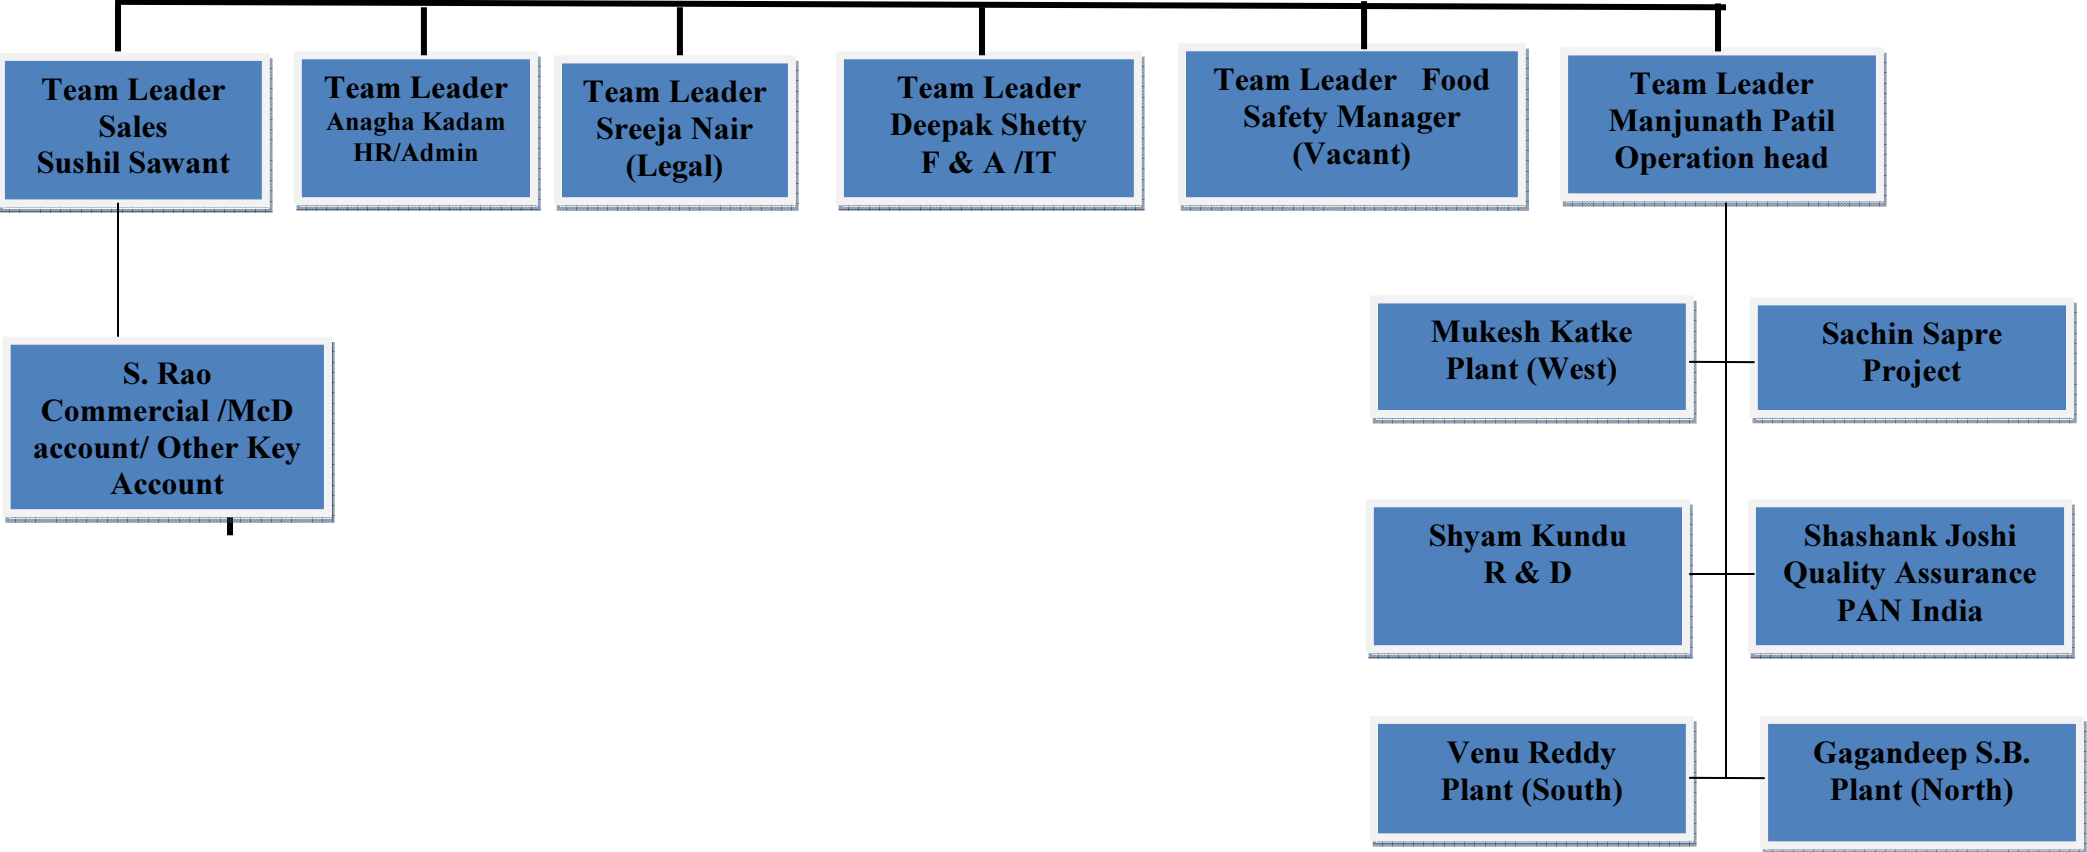 Team Leader
Sales
Sushil Sawant
Team Leader
Anagha Kadam
HR/Admin
Team Leader
Sreeja Nair
(Legal)
Team Leader
Deepak Shetty
F & A /IT
Team Leader Food
Safety Manager
(Vacant)
Team Leader
Manjunath Patil
Operation head
S. Rao
Commercial /McD
account/ Other Key
Account
Mukesh Katke
Plant (West)
Sachin Sapre
Project
Shyam Kundu
R & D
Shashank Joshi
Quality Assurance
PAN India
Venu Reddy
Plant (South)
Gagandeep S.B.
Plant (North)